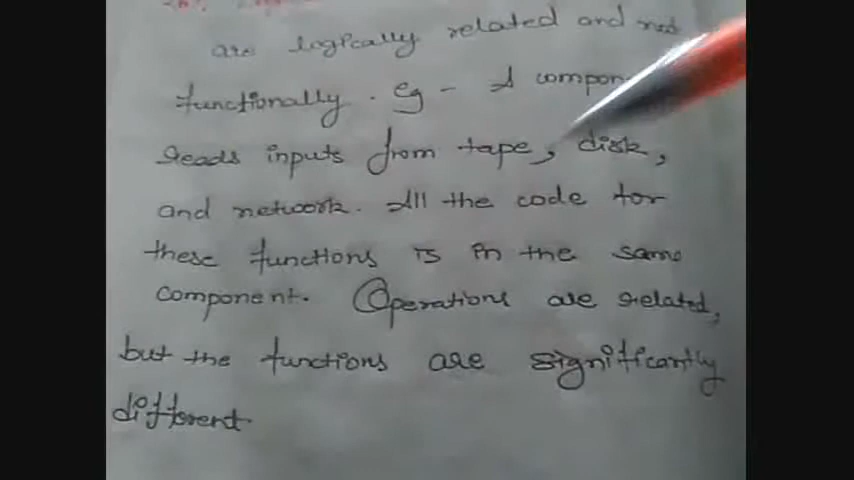 are logically related and not
functionally. eg - A compon
reads inputs from tape, disk,
and network. All the code for
these functions is in the same
component. Operations are related,
but the functions are significantly
different.